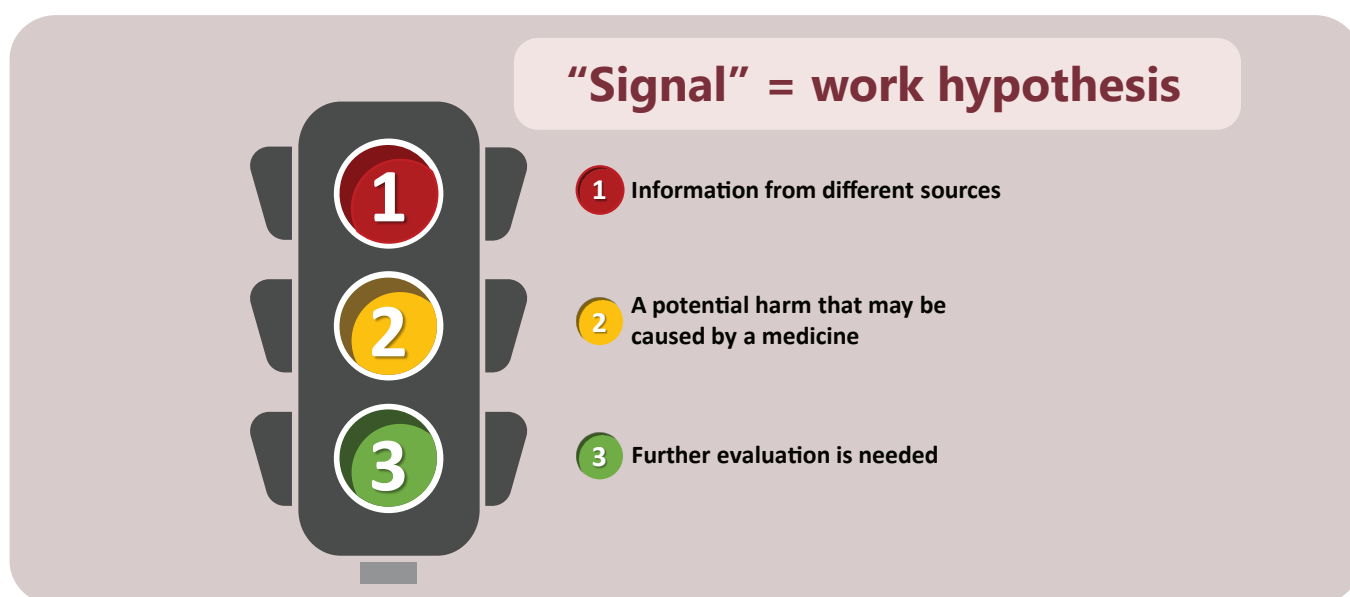 “Signal” = work hypothesis
1
1 Information from different sources
2
2 A potential harm that may be
caused by a medicine
3
3 Further evaluation is needed